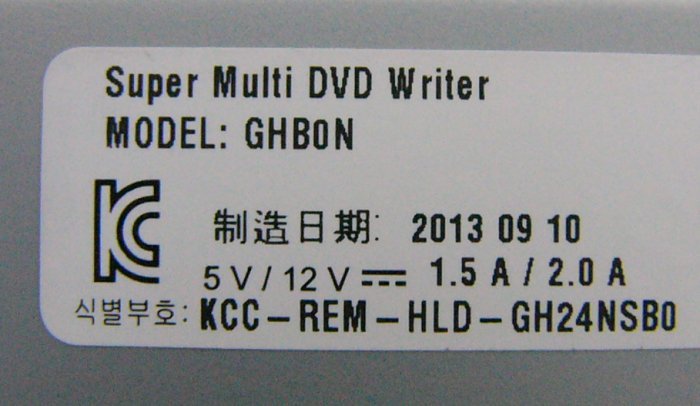 Super Multi DVD Writer
MODEL: GHB0N
制造日期: 2013 09 10
5 V / 12 V ⎓ 1.5 A / 2.0 A
식별부호: KCC-REM-HLD-GH24NSB0